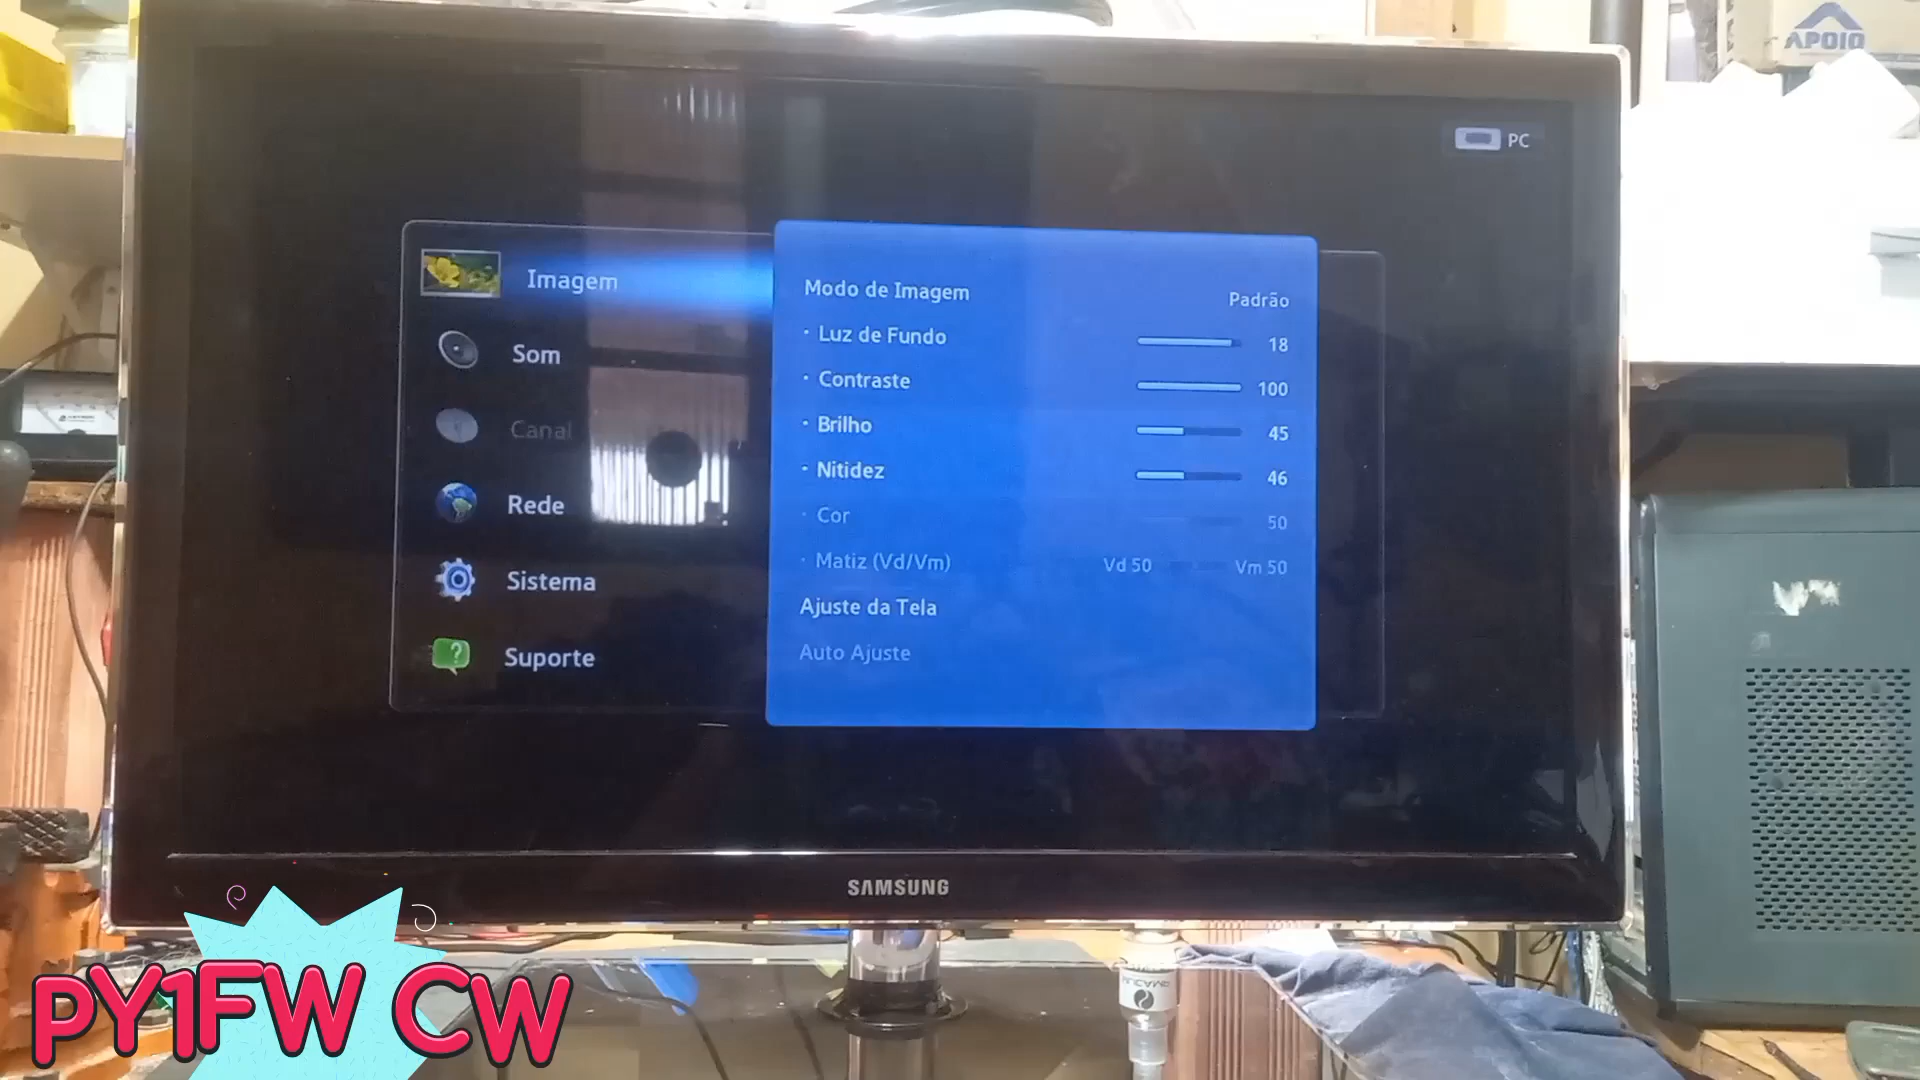 APOIO
PC
Imagem
Som
Canal
Rede
Sistema
Suporte
Modo de Imagem Padrão
· Luz de Fundo 18
· Contraste 100
· Brilho 45
· Nitidez 46
· Cor 50
· Matiz (Vd/Vm) Vd 50 Vm 50
Ajuste da Tela
Auto Ajuste
SAMSUNG
PY1FW CW